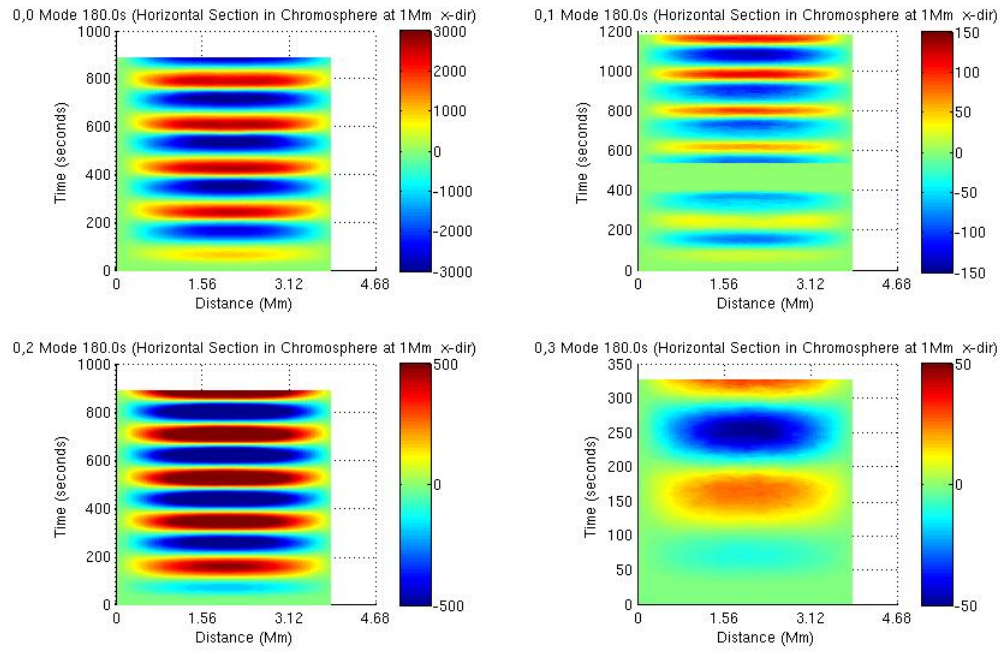 0,0 Mode 180.0s (Horizontal Section in Chromosphere at 1Mm x-dir)
1000
800
600
400
200
0
Time (seconds)
0 1.56 3.12 4.68
Distance (Mm)
3000
2000
1000
0
-1000
-2000
-3000
0,1 Mode 180.0s (Horizontal Section in Chromosphere at 1Mm x-dir)
1200
1000
800
600
400
200
0
Time (seconds)
0 1.56 3.12 4.68
Distance (Mm)
150
100
50
0
-50
-100
-150
0,2 Mode 180.0s (Horizontal Section in Chromosphere at 1Mm x-dir)
1000
800
600
400
200
0
Time (seconds)
0 1.56 3.12 4.68
Distance (Mm)
500
0
-500
0,3 Mode 180.0s (Horizontal Section in Chromosphere at 1Mm x-dir)
350
300
250
200
150
100
50
0
Time (seconds)
0 1.56 3.12 4.68
Distance (Mm)
50
0
-50